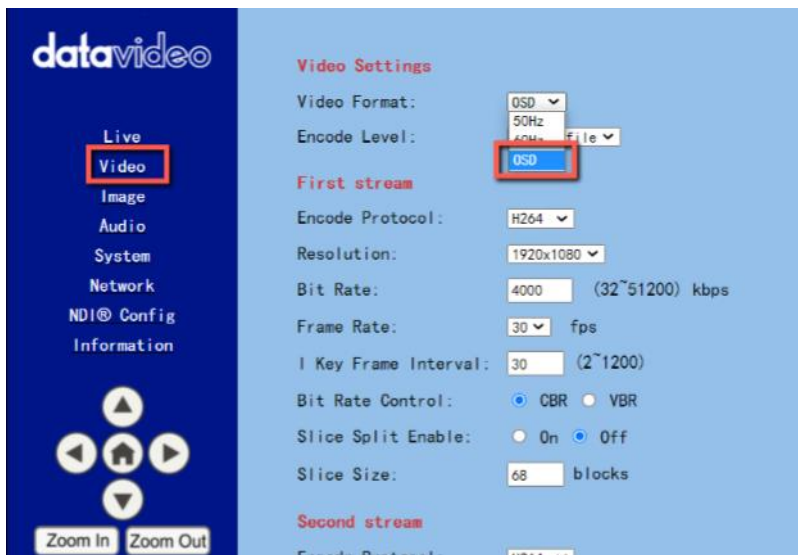 datavideo
Live
Video
Image
Audio
System
Network
NDI® Config
Information
Zoom In Zoom Out
Video Settings
Video Format: OSD
50Hz
60Hz
OSD
Encode Level: file
First stream
Encode Protocol: H264
Resolution: 1920x1080
Bit Rate: 4000 (32~51200) kbps
Frame Rate: 30 fps
I Key Frame Interval: 30 (2~1200)
Bit Rate Control: CBR VBR
Slice Split Enable: On Off
Slice Size: 68 blocks
Second stream